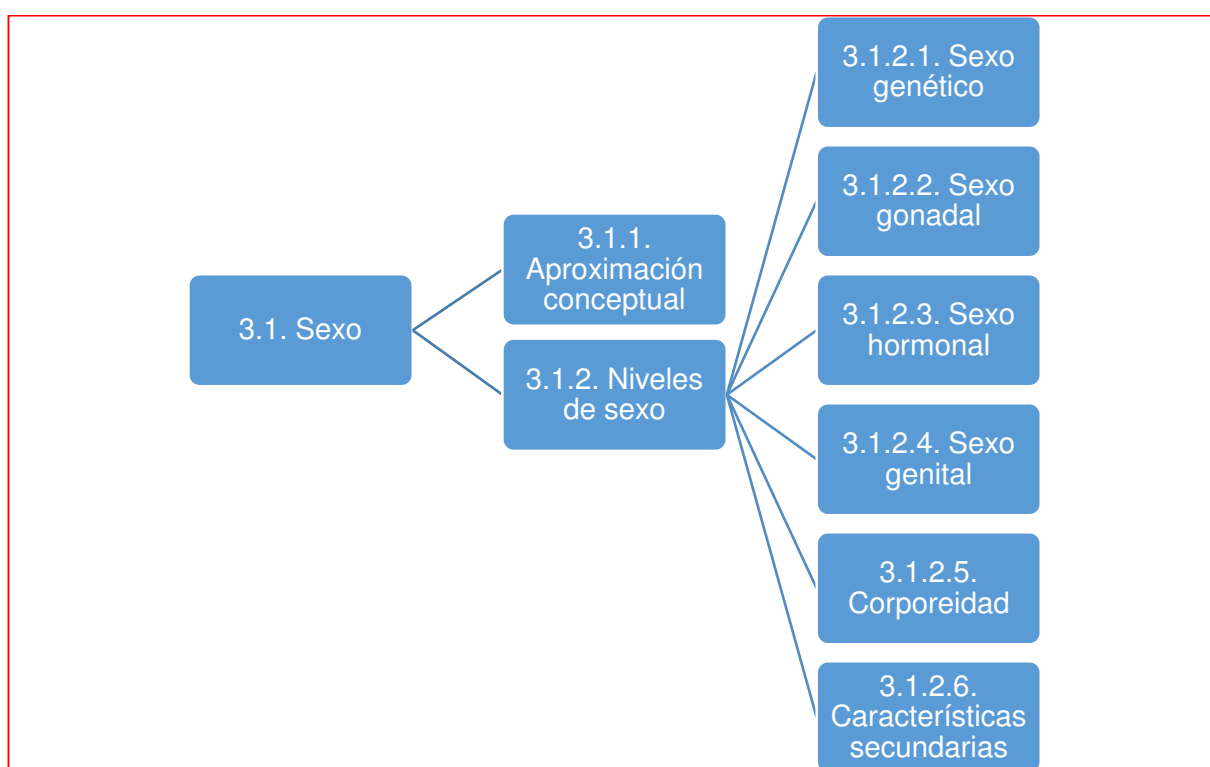 3.1. Sexo
3.1.1.
Aproximación
conceptual
3.1.2. Niveles
de sexo
3.1.2.1. Sexo
genético
3.1.2.2. Sexo
gonadal
3.1.2.3. Sexo
hormonal
3.1.2.4. Sexo
genital
3.1.2.5.
Corporeidad
3.1.2.6.
Característícas
secundarias